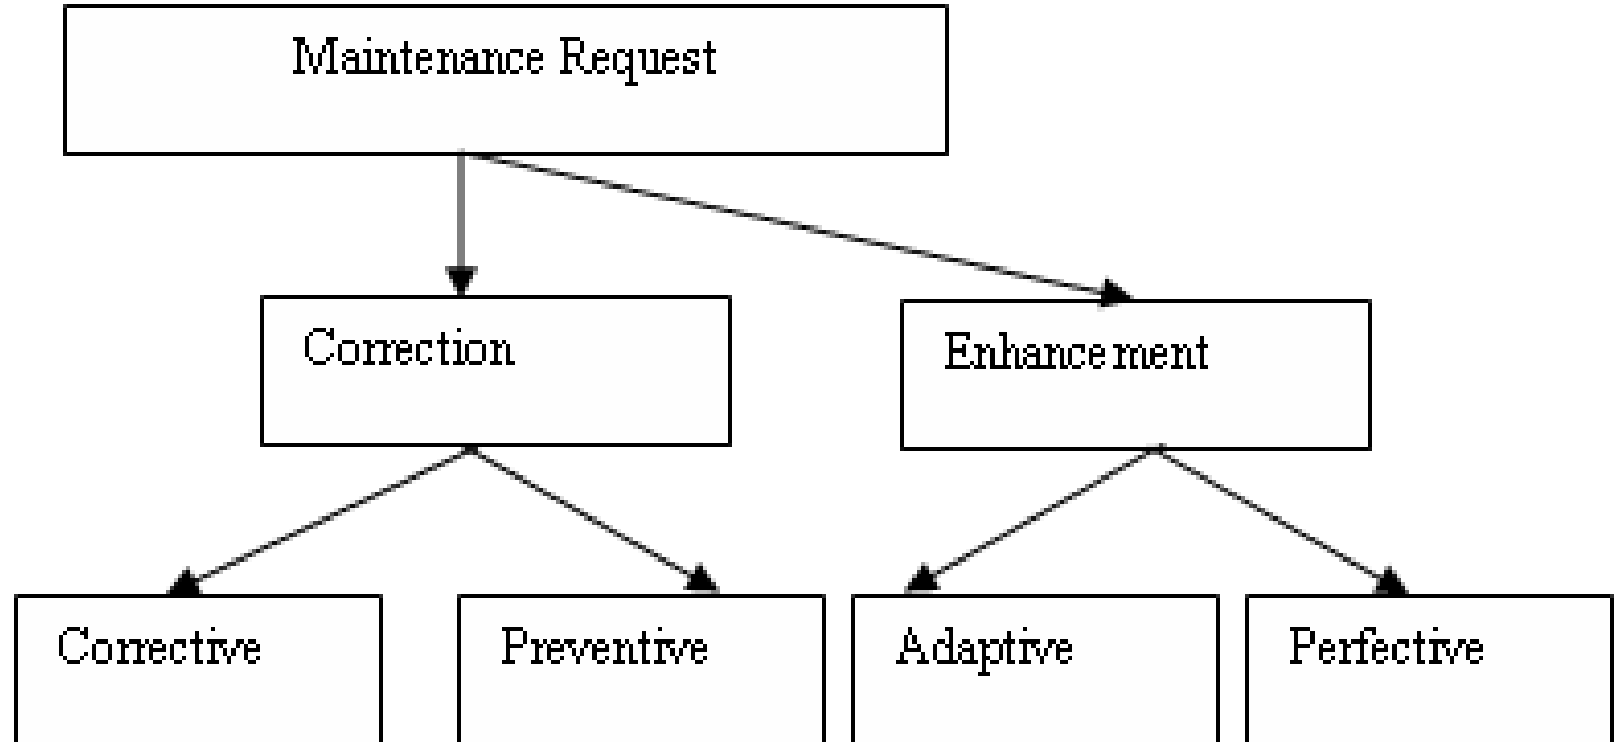 Maintenance Request
Correction
Enhancement
Corrective
Preventive
Adaptive
Perfective